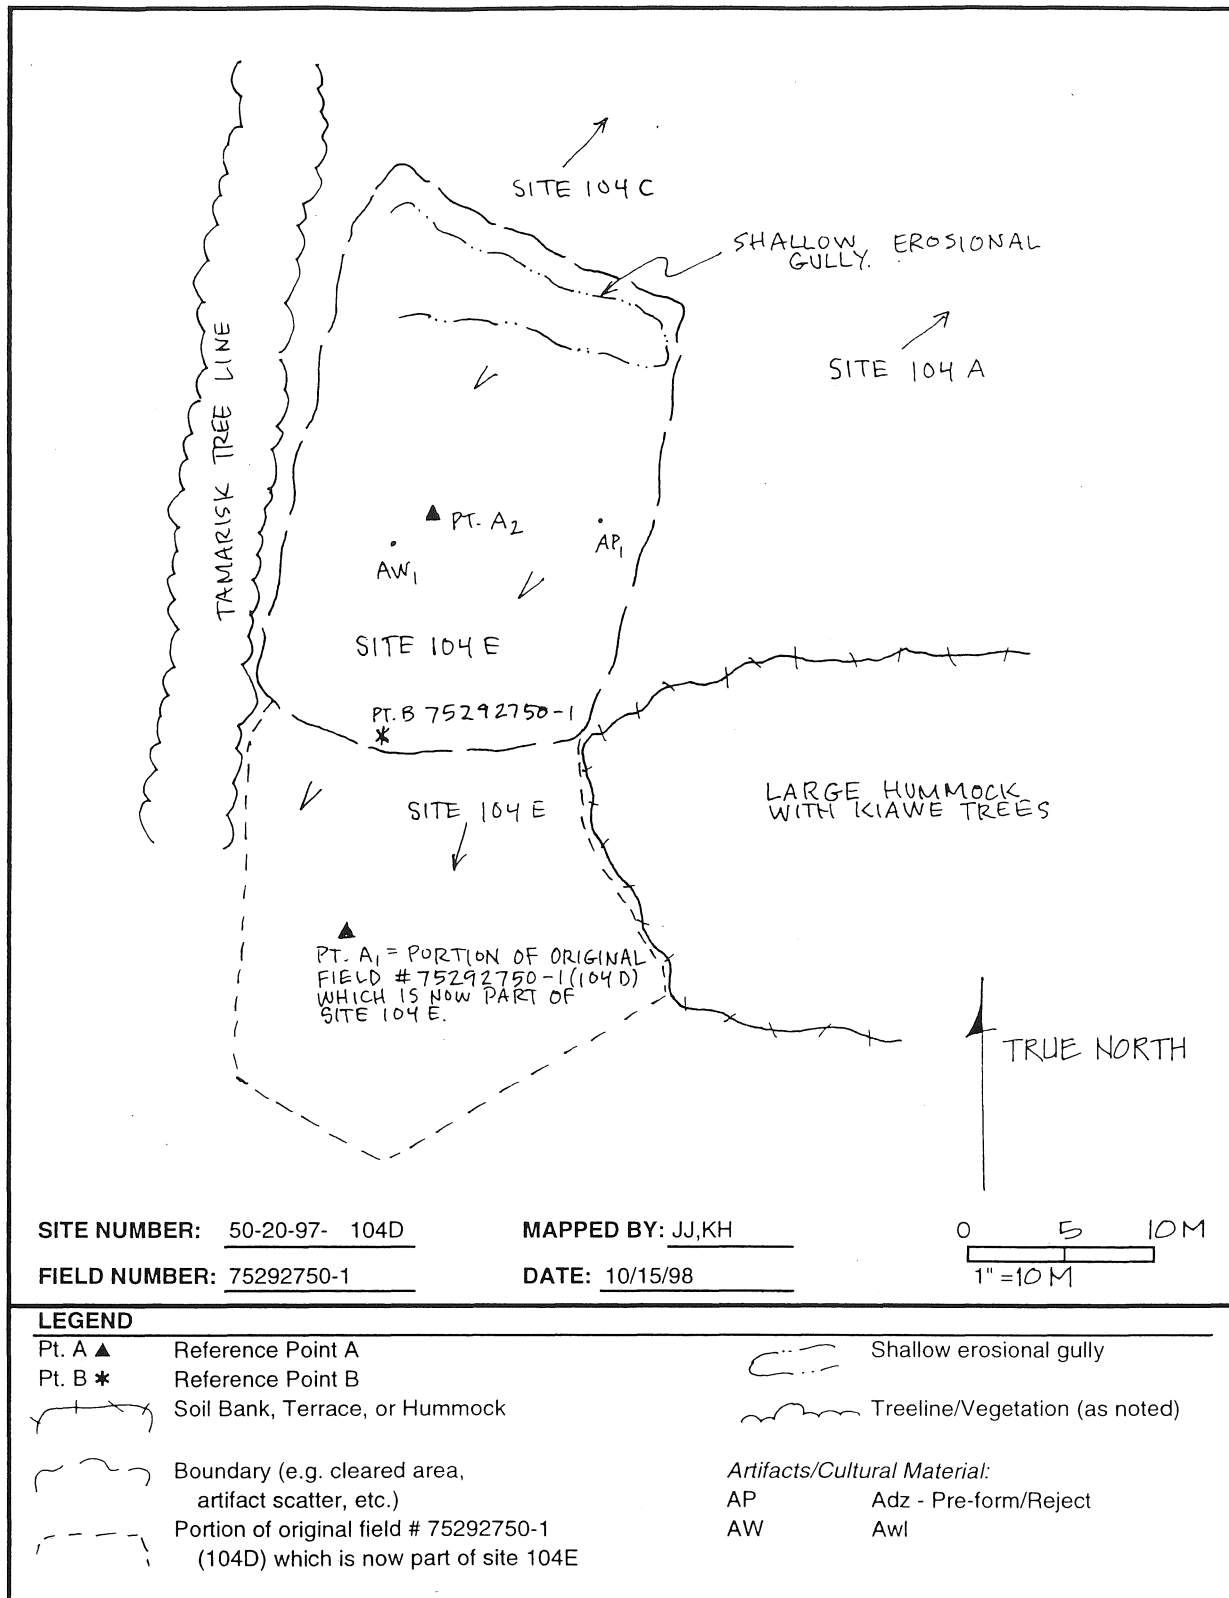 SITE 104 C
SHALLOW EROSIONAL
GULLY.
SITE 104 A
TAMARISK TREE LINE
PT. A2
AP1
AW1
SITE 104 E
PT. B 75292750-1
SITE 104 E
LARGE HUMMOCK
WITH KIAWE TREES
PT. A1 = PORTION OF ORIGINAL
FIELD # 75292750-1 (104D)
WHICH IS NOW PART OF
SITE 104 E.
TRUE NORTH
SITE NUMBER: 50-20-97- 104D
MAPPED BY: JJ,KH
0 5 10 M
FIELD NUMBER: 75292750-1
DATE: 10/15/98
1" = 10 M
LEGEND
Pt. A ▲ Reference Point A
Pt. B * Reference Point B
Soil Bank, Terrace, or Hummock
Boundary (e.g. cleared area,
artifact scatter, etc.)
Portion of original field # 75292750-1
(104D) which is now part of site 104E
Shallow erosional gully
Treeline/Vegetation (as noted)
Artifacts/Cultural Material:
AP Adz - Pre-form/Reject
AW Awl